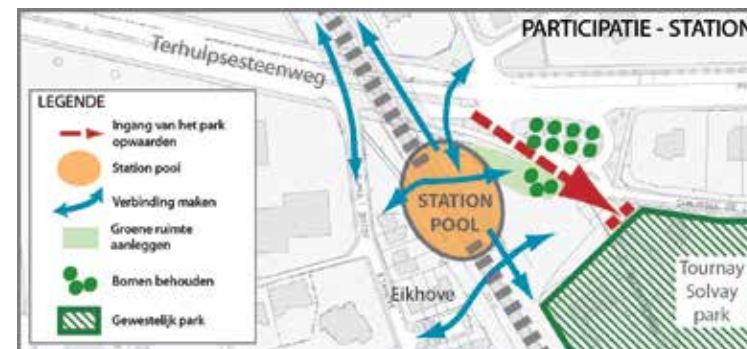 PARTICIPATIE - STATION
Terhulpsesteenweg
LEGENDE
Ingang van het park
opwaarden
Station pool
Verbinding maken
Groene ruimte
aanleggen
Bomen behouden
Gewestelijk park
STATION
POOL
Eikhove
Tournay
Solvay
park